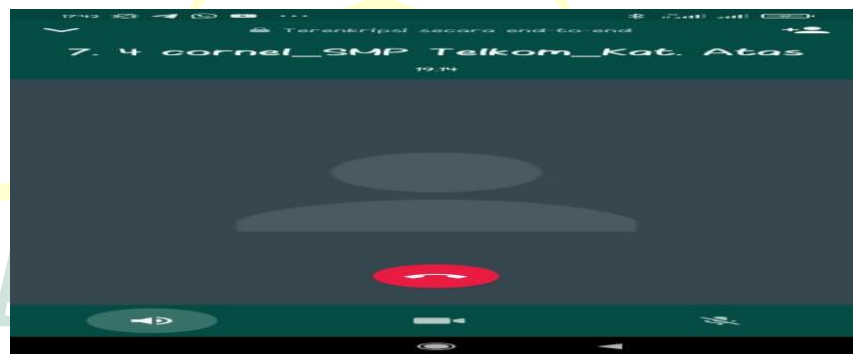 17:42
Terenkripsi secara end-to-end
7. 4 cornel_SMP Telkom_Kat. Atas
19.14